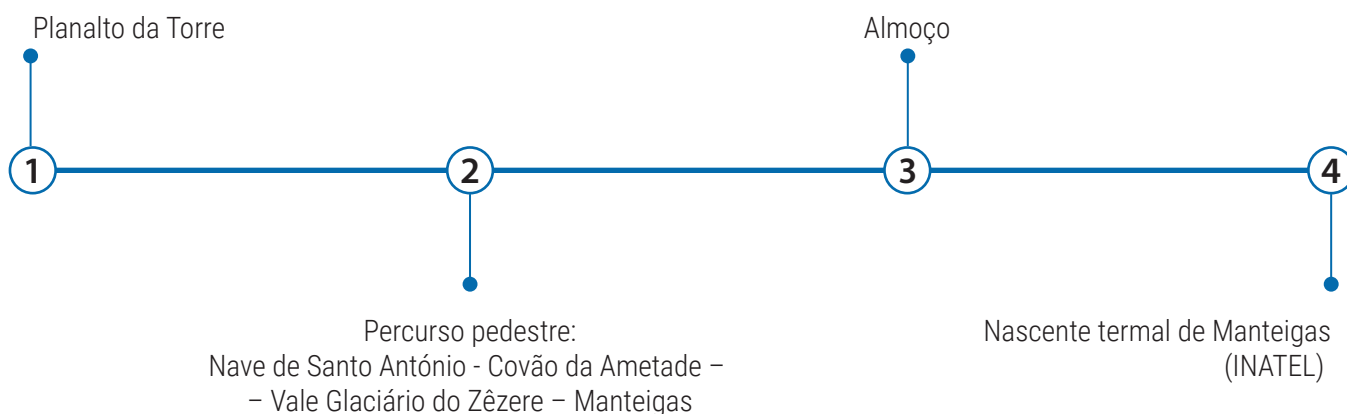 Planalto da Torre
Almoço
1
2
3
4
Percurso pedestre:
Nave de Santo António - Covão da Ametade –
– Vale Glaciário do Zêzere – Manteigas
Nascente termal de Manteigas
(INATEL)